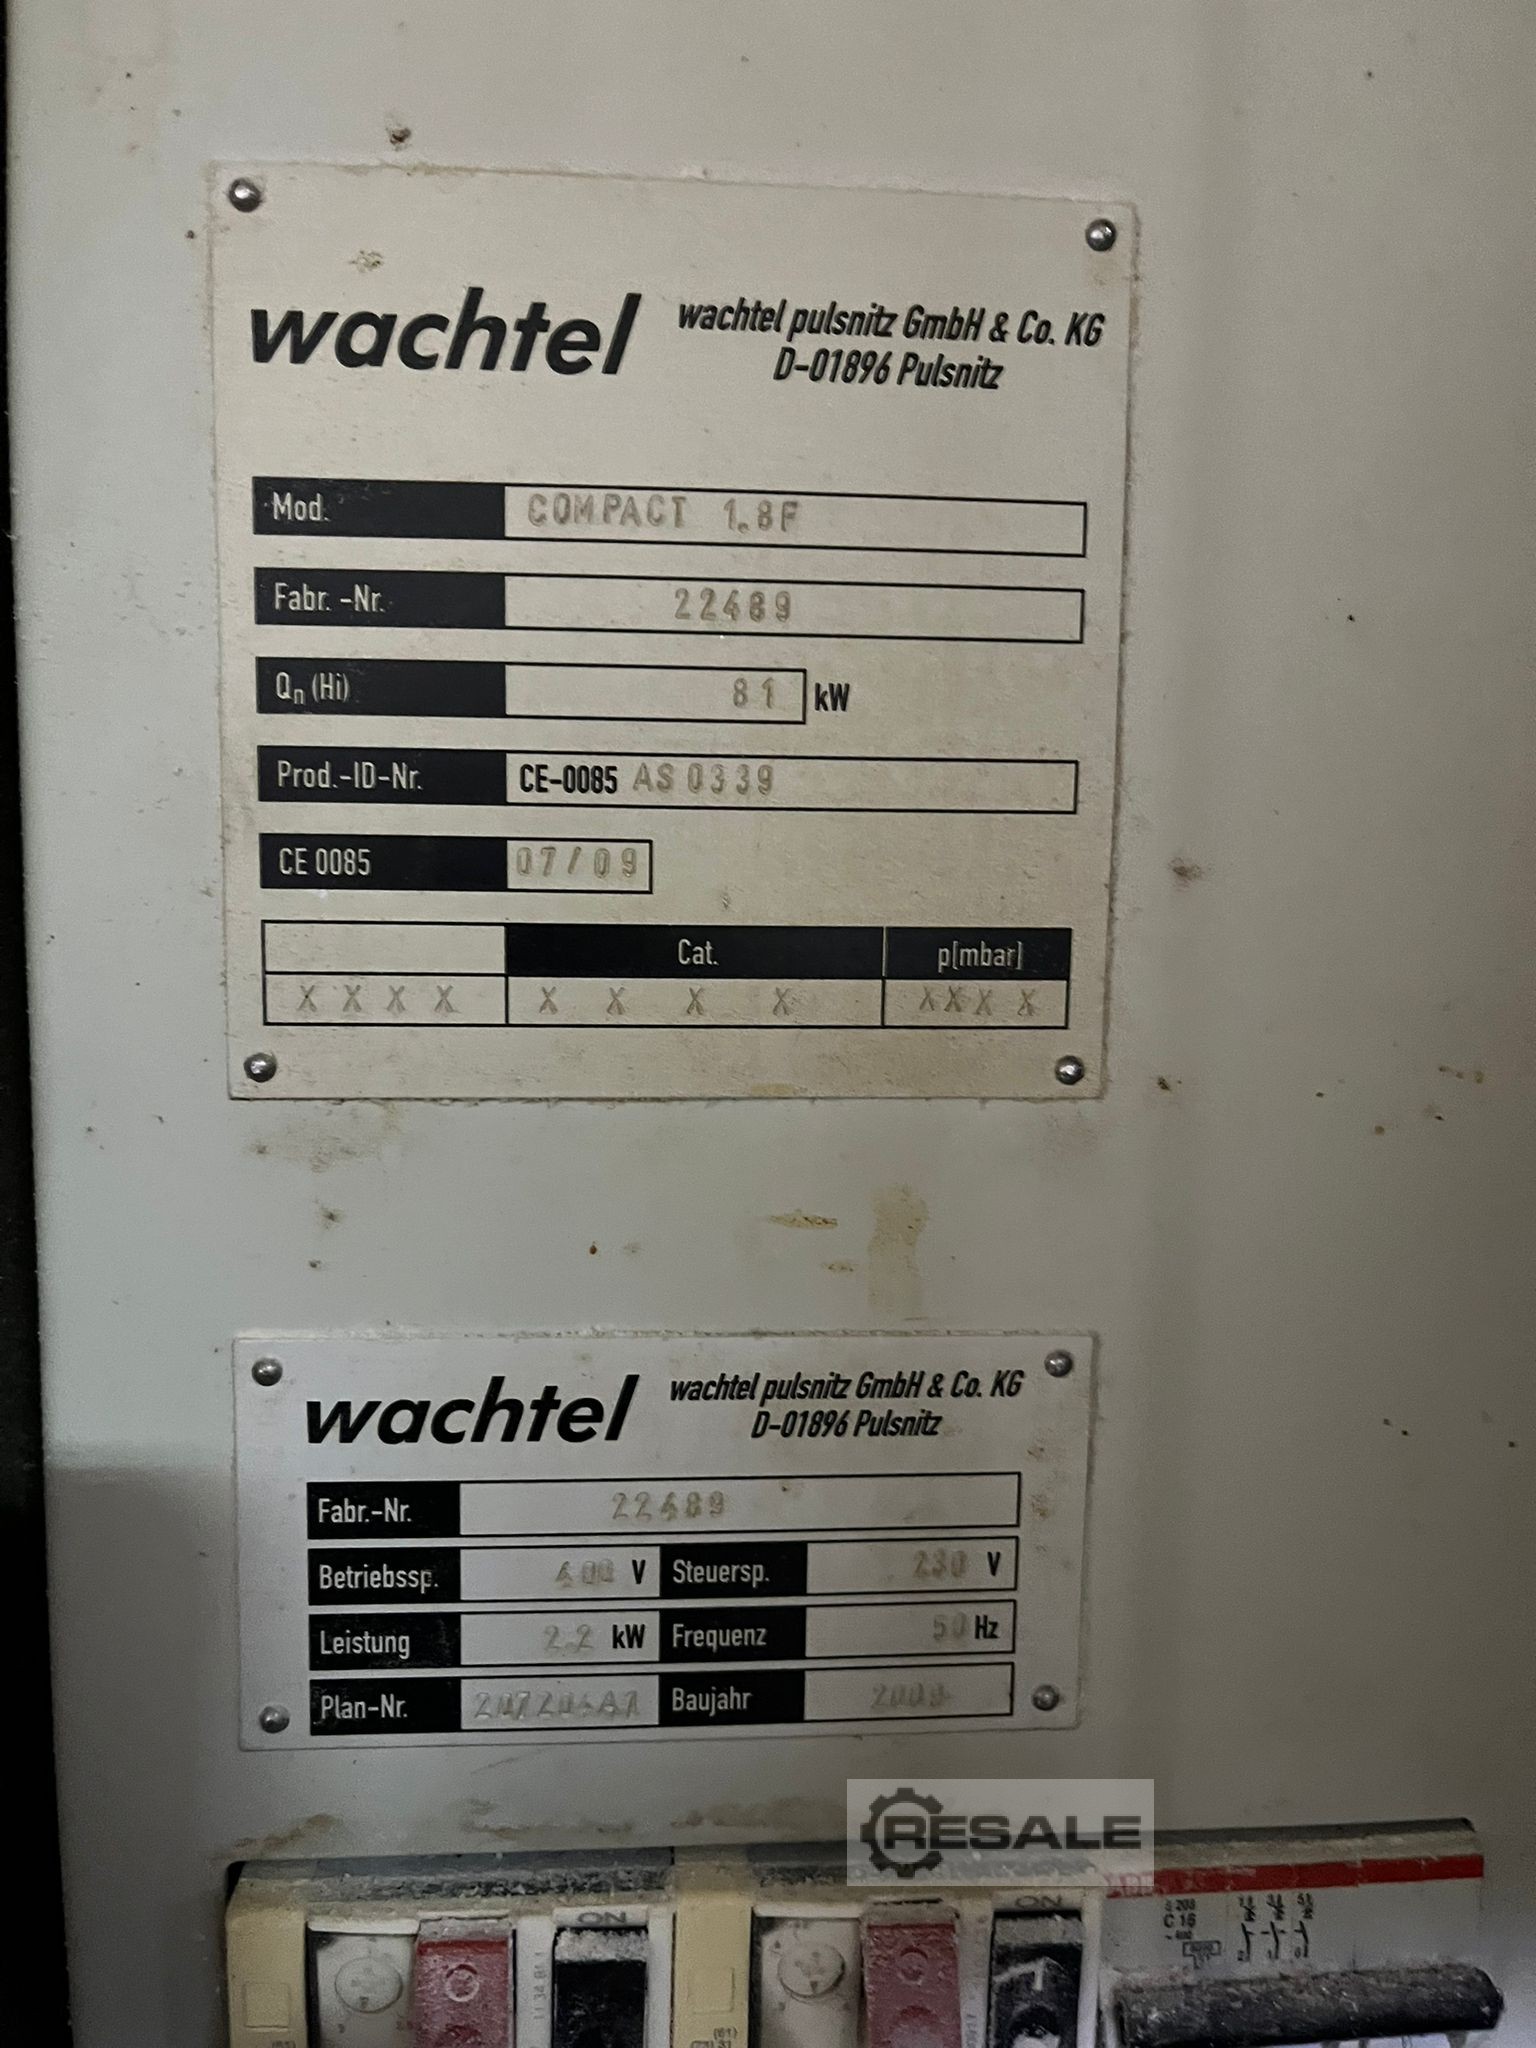 wachtel
wachtel pulsnitz GmbH & Co. KG
D-01896 Pulsnitz
Mod. COMPACT 1.8F
Fabr. -Nr. 22489
Qn (Hi) 81 kW
Prod.-ID-Nr. CE-0085 AS 0339
CE 0085 07/09
Cat. p[mbar]
X X X X X X X X X X X X
wachtel
wachtel pulsnitz GmbH & Co. KG
D-01896 Pulsnitz
Fabr.-Nr. 22489
Betriebssp. 400 V Steuersp. 230 V
Leistung 2.2 kW Frequenz 50 Hz
Plan-Nr. Baujahr 2009
RESALE
C 16
ON ON